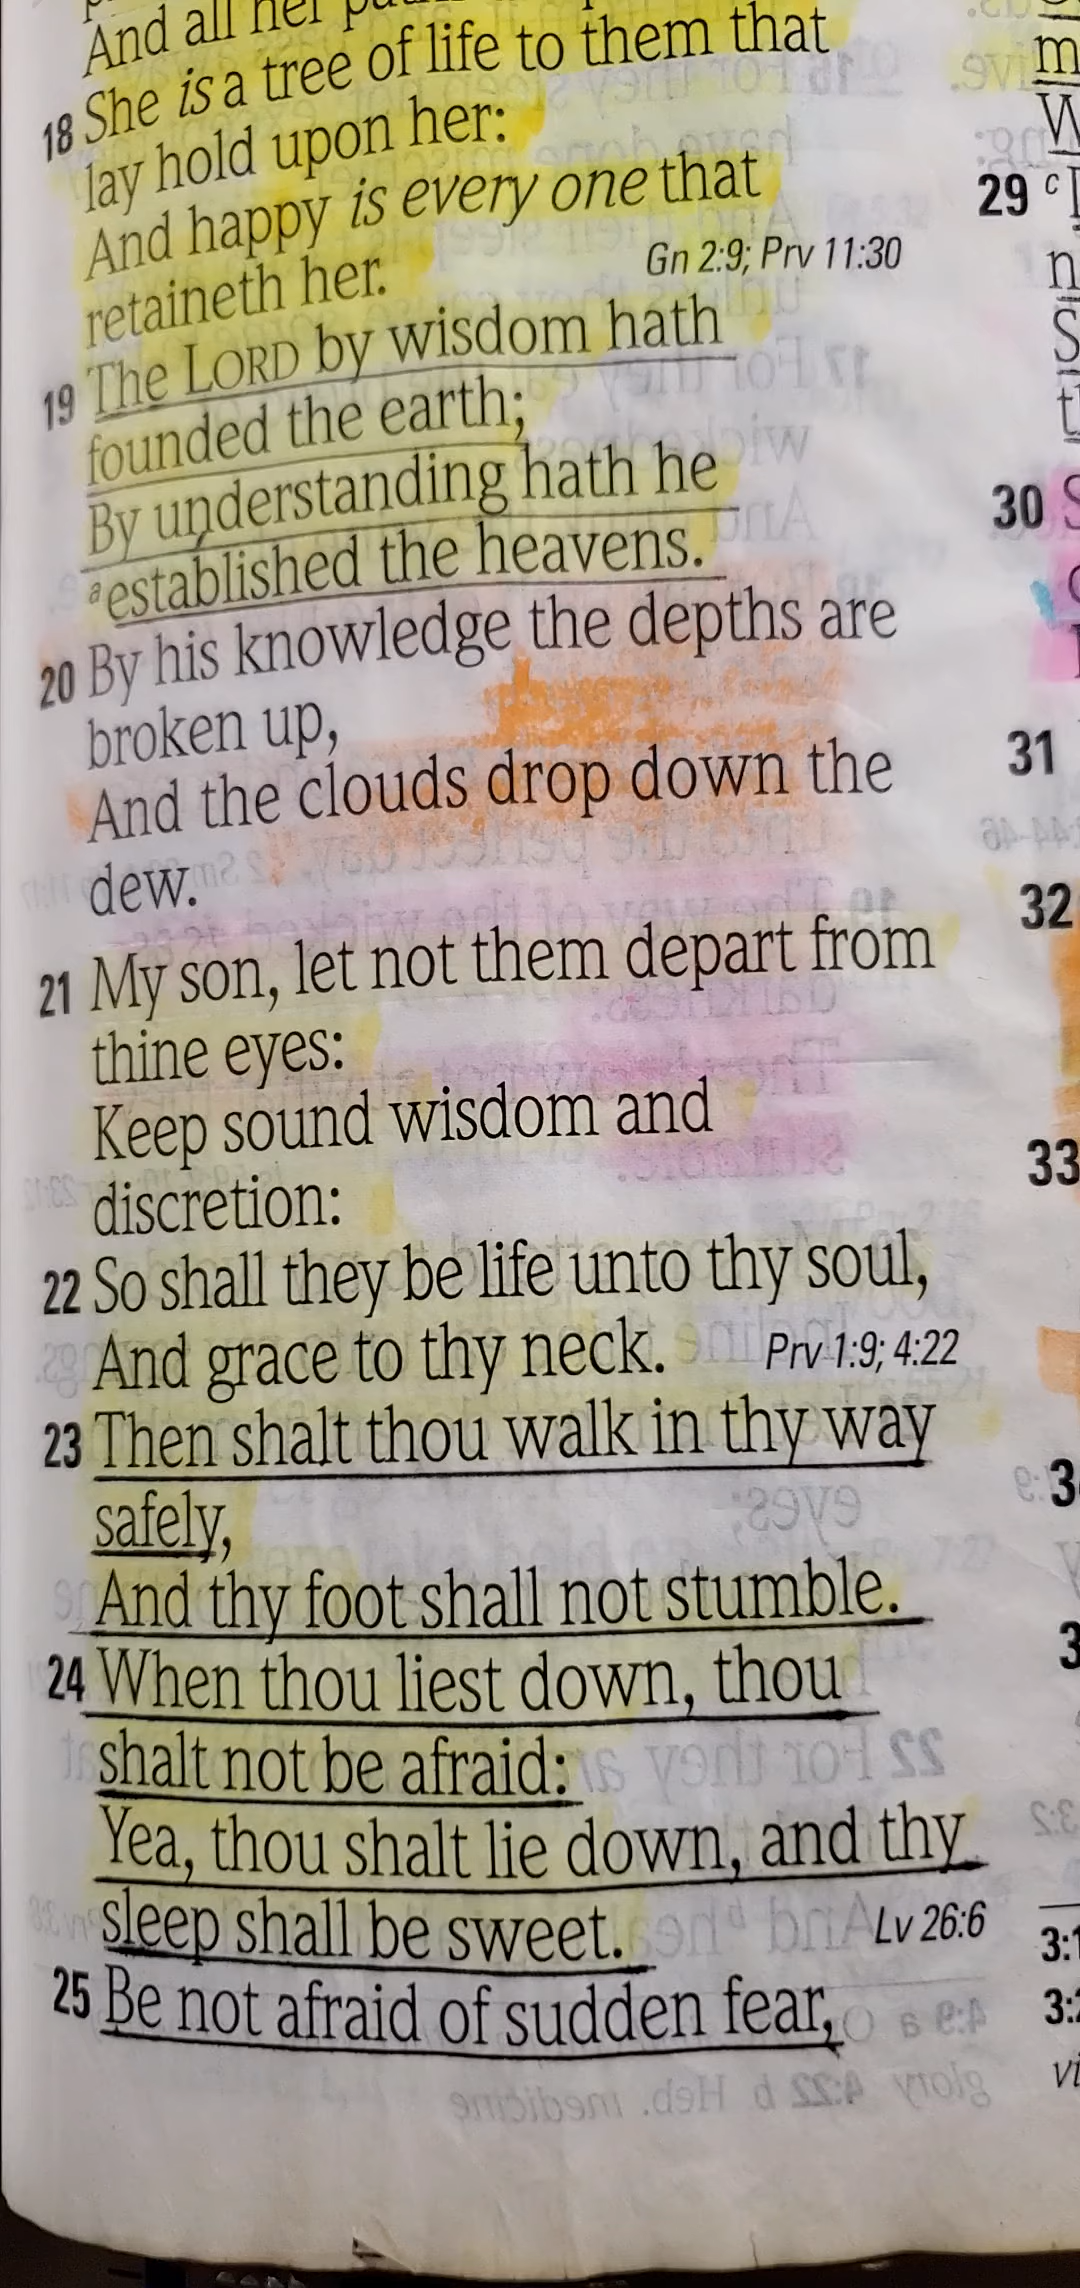 And all her
18 She is a tree of life to them that
lay hold upon her:
And happy is every one that
retaineth her.
Gn 2:9; Prv 11:30
19 The LORD by wisdom hath
founded the earth;
By understanding hath he
a established the heavens.
20 By his knowledge the depths are
broken up,
And the clouds drop down the
dew.
21 My son, let not them depart from
thine eyes:
Keep sound wisdom and
discretion:
22 So shall they be life unto thy soul,
And grace to thy neck.
Prv 1:9; 4:22
23 Then shalt thou walk in thy way
safely,
And thy foot shall not stumble.
24 When thou liest down, thou
shalt not be afraid:
Yea, thou shalt lie down, and thy
sleep shall be sweet.
Lv 26:6
25 Be not afraid of sudden fear,
29 c
30
31
32
33